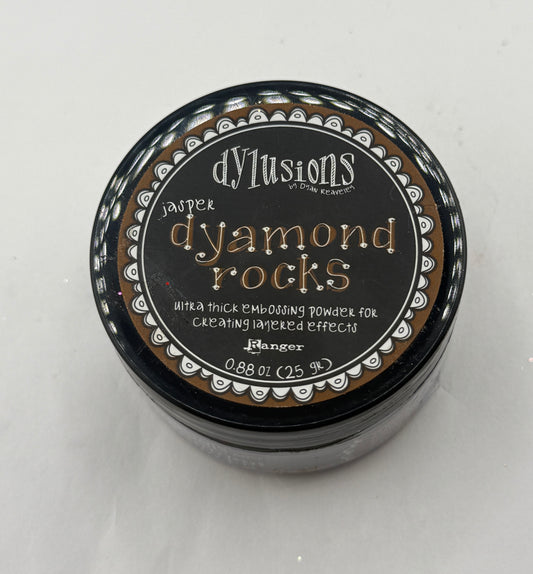 dylusions
by Dyan Reaveley
jasper
dyamond
rocks
ultra thick embossing powder for
creating layered effects
Ranger
0.88 oz (25 gr)